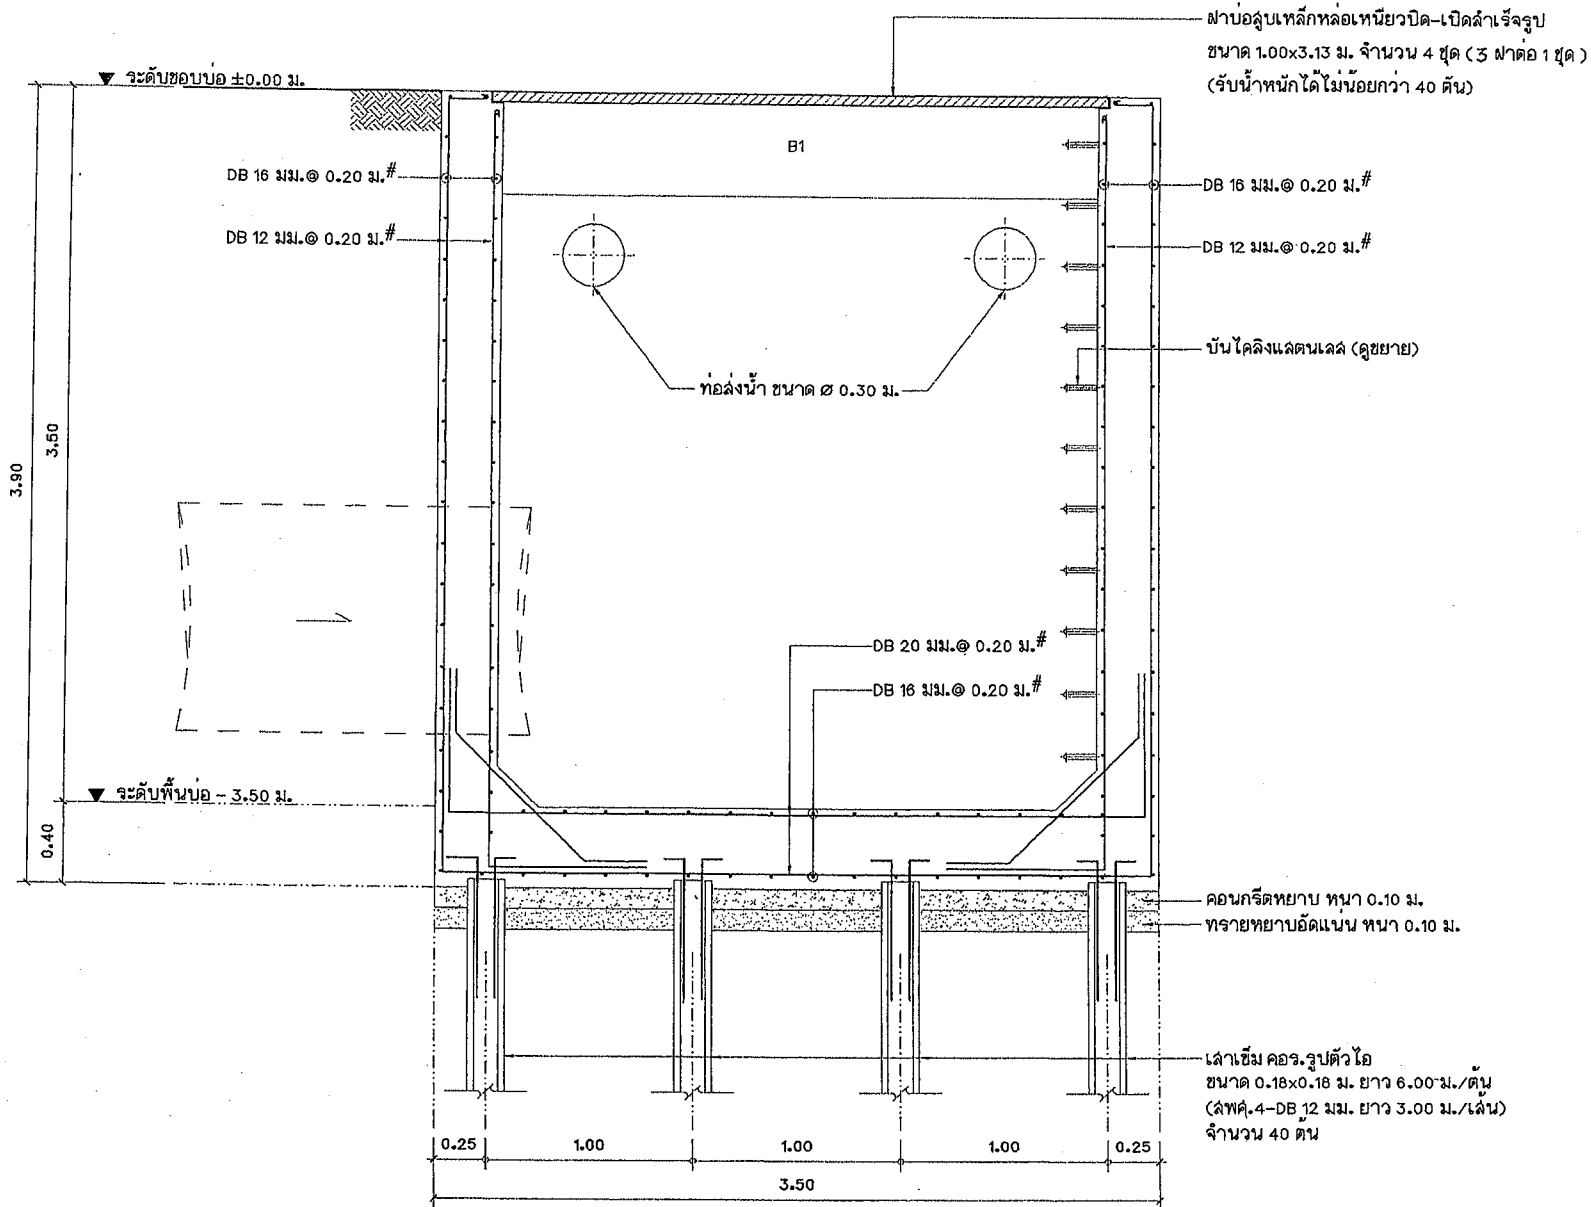 ฝาบ่อสูบเหล็กหล่อเหนียวปิด-เปิดสำเร็จรูป
ขนาด 1.00x3.13 ม. จำนวน 4 ชุด ( 3 ฝาต่อ 1 ชุด )
(รับน้ำหนักได้ไม่น้อยกว่า 40 ตัน)
ระดับขอบบ่อ ±0.00 ม.
B1
DB 16 มม.@ 0.20 ม.#
DB 16 มม.@ 0.20 ม.#
DB 12 มม.@ 0.20 ม.#
DB 12 มม.@ 0.20 ม.#
บันไดลิงแสตนเลส (ดูขยาย)
ท่อส่งน้ำ ขนาด Ø 0.30 ม.
3.50
3.90
DB 20 มม.@ 0.20 ม.#
DB 16 มม.@ 0.20 ม.#
ระดับพื้นบ่อ - 3.50 ม.
0.40
คอนกรีตหยาบ หนา 0.10 ม.
ทรายหยาบอัดแน่น หนา 0.10 ม.
เสาเข็ม คอร.รูปตัวไอ
ขนาด 0.18x0.18 ม. ยาว 6.00 ม./ต้น
(สพศ.4-DB 12 มม. ยาว 3.00 ม./เส้น)
จำนวน 40 ต้น
0.25
1.00
1.00
1.00
0.25
3.50